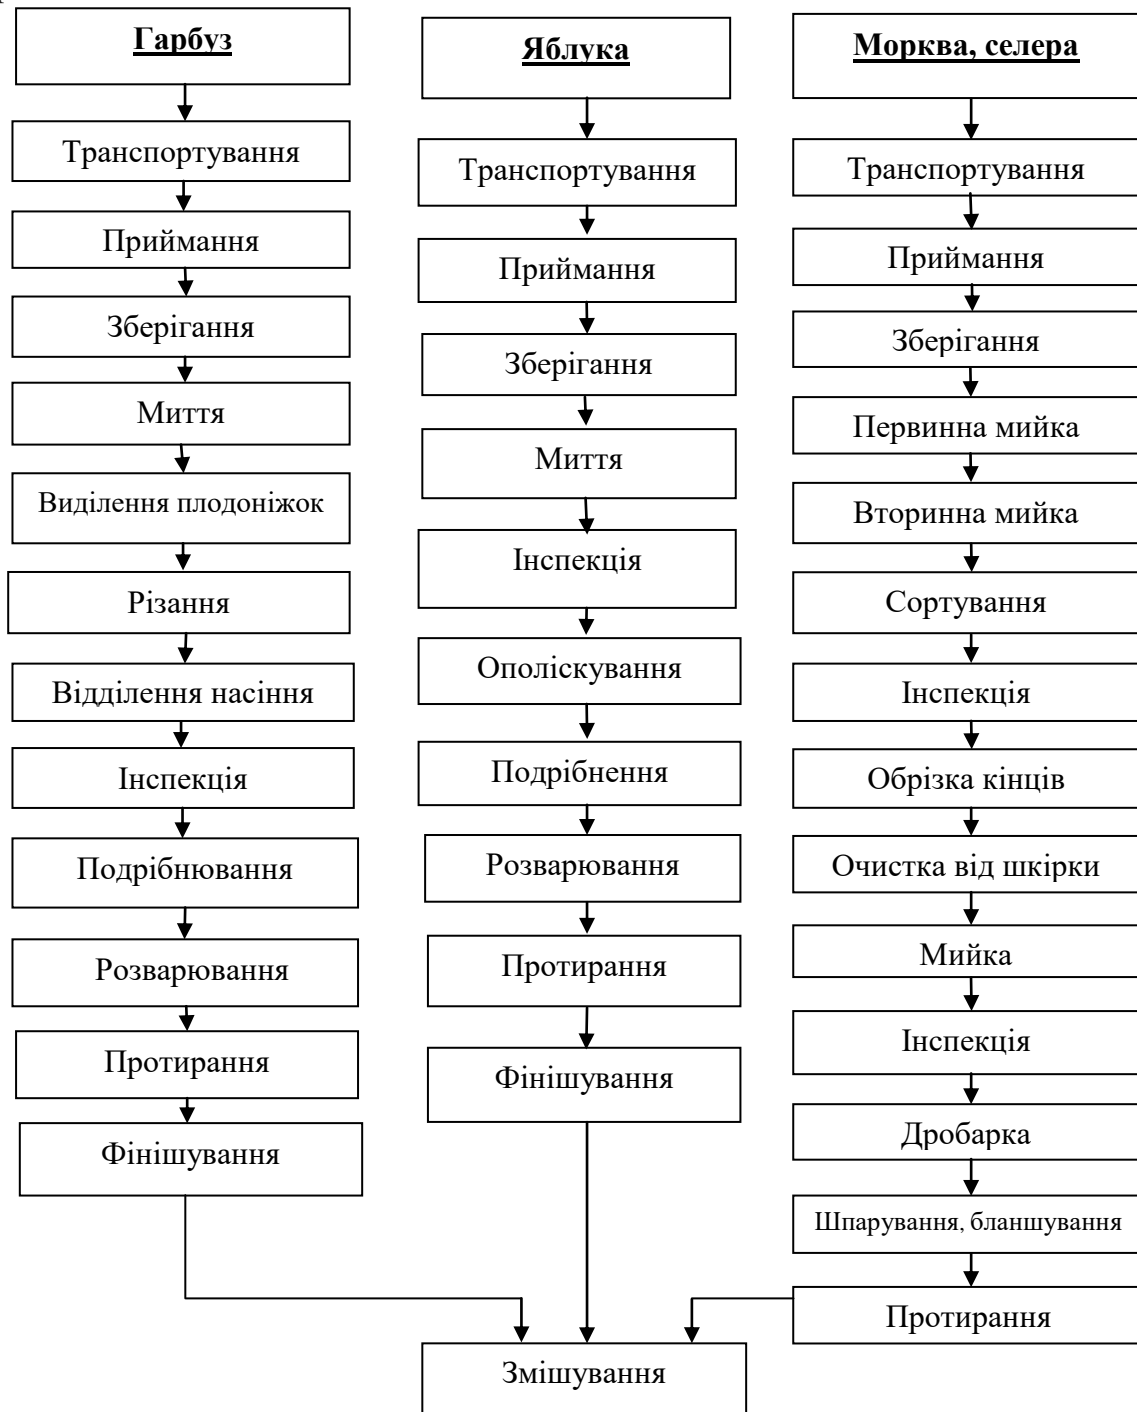 Гарбуз
Транспортування
Приймання
Зберігання
Миття
Виділення плодоніжок
Різання
Відділення насіння
Інспекція
Подрібнювання
Розварювання
Протирання
Фінішування
Яблука
Транспортування
Приймання
Зберігання
Миття
Інспекція
Ополіскування
Подрібнення
Розварювання
Протирання
Фінішування
Морква, селера
Транспортування
Приймання
Зберігання
Первинна мийка
Вторинна мийка
Сортування
Інспекція
Обрізка кінців
Очистка від шкірки
Мийка
Інспекція
Дробарка
Шпарування, бланшування
Протирання
Змішування